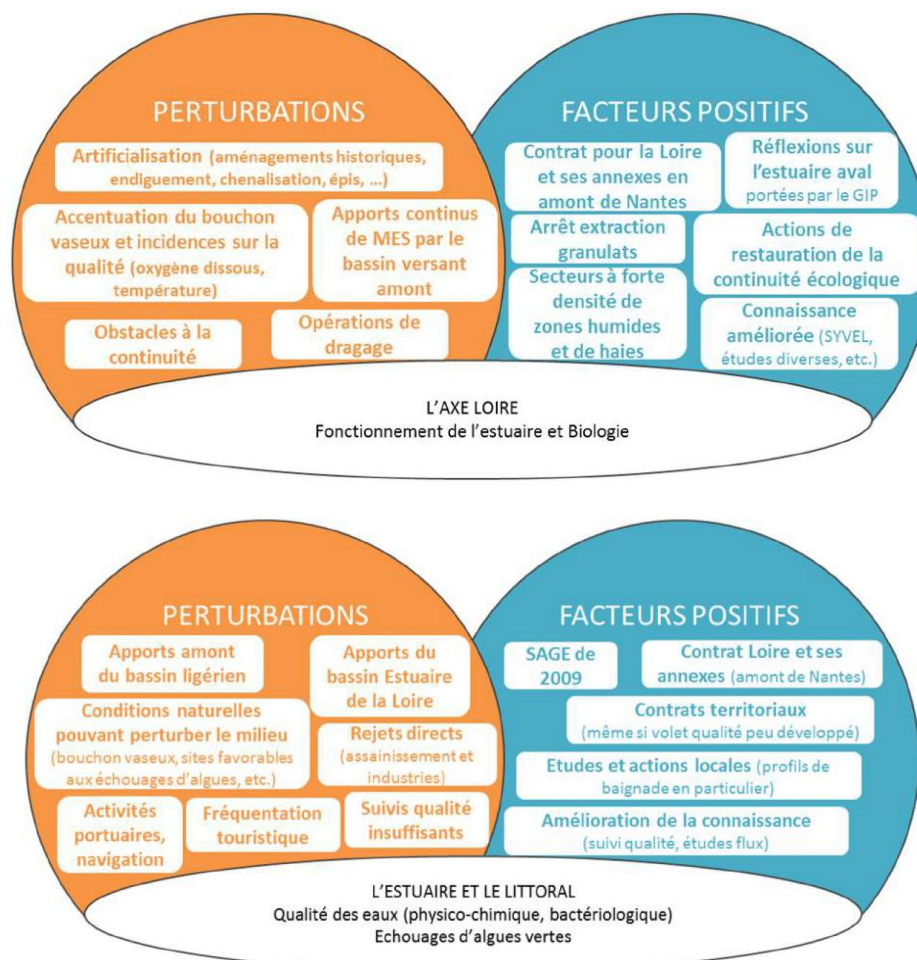 PERTURBATIONS
Artificialisation (aménagements historiques,
endiguement, chenalisation, épis, ...)
Accentuation du bouchon
vaseux et incidences sur la
qualité (oxygène dissous,
température)
Apports continus
de MES par le
bassin versant
amont
Obstacles à la
continuité
Opérations de
dragage
FACTEURS POSITIFS
Contrat pour la Loire
et ses annexes en
amont de Nantes
Réflexions sur
l'estuaire aval
portées par le GIP
Arrêt extraction
granulats
Actions de
restauration de la
continuité écologique
Secteurs à forte
densité de
zones humides
et de haies
Connaissance
améliorée (SYVEL,
études diverses, etc.)
L'AXE LOIRE
Fonctionnement de l'estuaire et Biologie
PERTURBATIONS
Apports amont
du bassin ligérien
Apports du
bassin Estuaire
de la Loire
Conditions naturelles
pouvant perturber le milieu
(bouchon vaseux, sites favorables
aux échouages d'algues, etc.)
Rejets directs
(assainissement et
industries)
Activités
portuaires,
navigation
Fréquentation
touristique
Suivis qualité
insuffisants
FACTEURS POSITIFS
SAGE de
2009
Contrat Loire et ses
annexes (amont de Nantes)
Contrats territoriaux
(même si volet qualité peu développé)
Etudes et actions locales (profils de
baignade en particulier)
Amélioration de la connaissance
(suivi qualité, études flux)
L'ESTUAIRE ET LE LITTORAL
Qualité des eaux (physico-chimique, bactériologique)
Echouages d'algues vertes